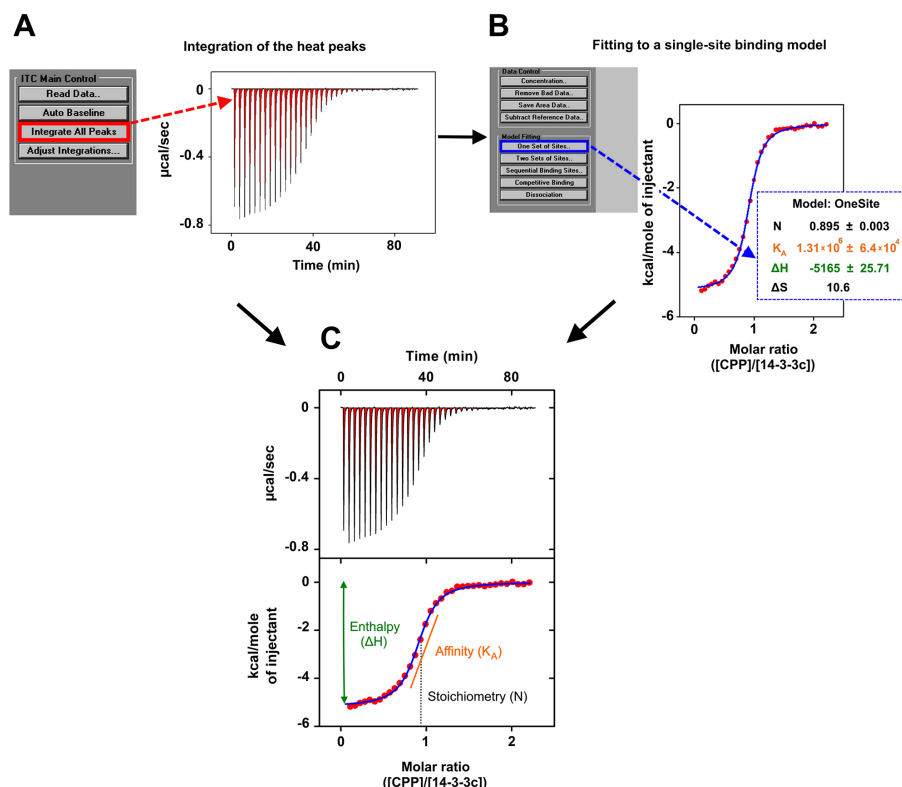 A
Integration of the heat peaks
ITC Main Control
Read Data..
Auto Baseline
Integrate All Peaks
Adjust Integrations...
µcal/sec
0
-0.4
-0.8
0 40 80
Time (min)
B
Fitting to a single-site binding model
Data Control
Concentration..
Remove Bad Data..
Save Area Data..
Subtract Reference Data..
Model Fitting
One Set of Sites..
Two Sets of Sites..
Sequential Binding Sites..
Competitive Binding
Dissociation
kcal/mole of injectant
0
-2
-4
-6
Model: OneSite
N 0.895 ± 0.003
K_A 1.31×10^6 ± 6.4×10^4
ΔH -5165 ± 25.71
ΔS 10.6
0 1 2
Molar ratio
([CPP]/[14-3-3c])
C
Time (min)
0 40 80
µcal/sec
0
-0.4
-0.8
kcal/mole
of injectant
0
-2
-4
-6
Enthalpy
(ΔH)
Affinity (K_A)
Stoichiometry (N)
0 1 2
Molar ratio
([CPP]/[14-3-3c])